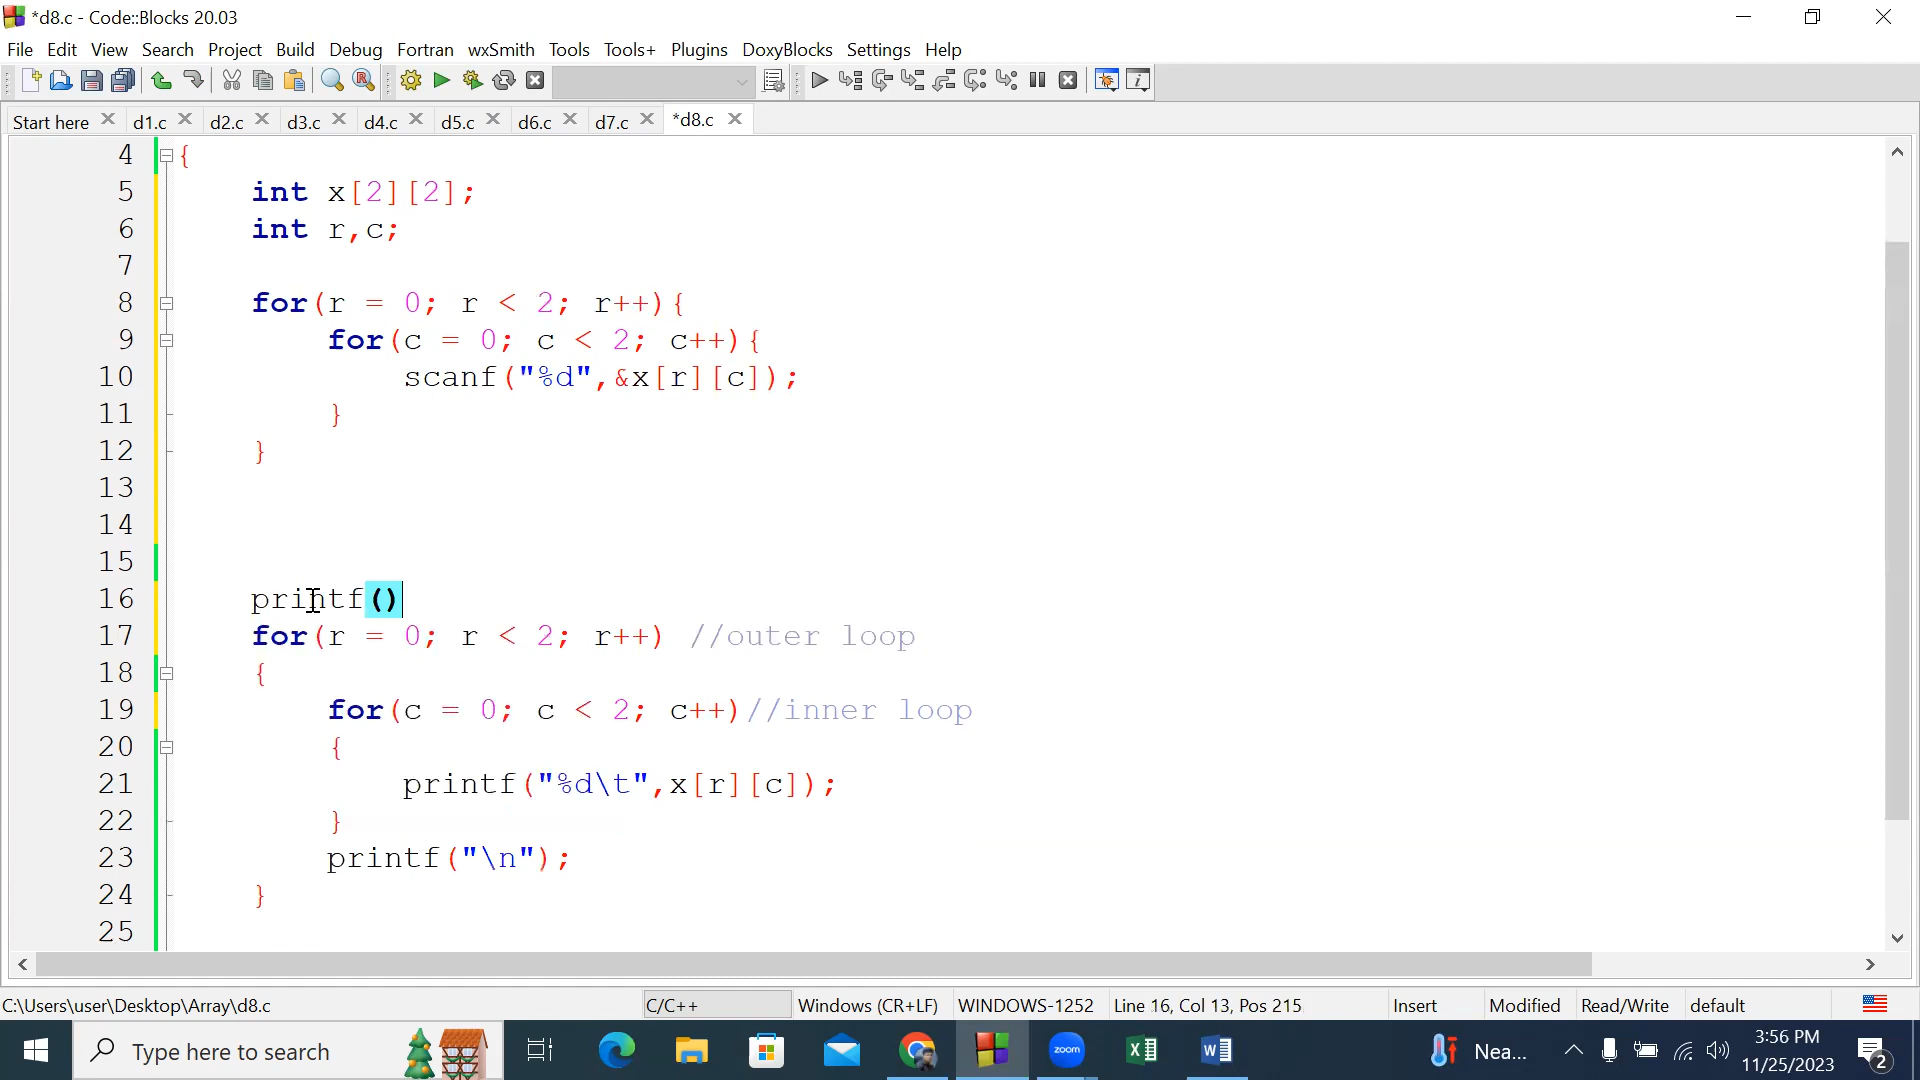 *d8.c - Code::Blocks 20.03
File Edit View Search Project Build Debug Fortran wxSmith Tools Tools+ Plugins DoxyBlocks Settings Help
Start here d1.c d2.c d3.c d4.c d5.c d6.c d7.c *d8.c
4 {
5 int x[2][2];
6 int r,c;
7
8 for(r = 0; r < 2; r++){
9 for(c = 0; c < 2; c++){
10 scanf("%d",&x[r][c]);
11 }
12 }
13
14
15
16 printf()
17 for(r = 0; r < 2; r++) //outer loop
18 {
19 for(c = 0; c < 2; c++)//inner loop
20 {
21 printf("%d\t",x[r][c]);
22 }
23 printf("\n");
24 }
25
C:\Users\user\Desktop\Array\d8.c C/C++ Windows (CR+LF) WINDOWS-1252 Line 16, Col 13, Pos 215 Insert Modified Read/Write default
Type here to search zoom Nea... 3:56 PM
11/25/2023 2